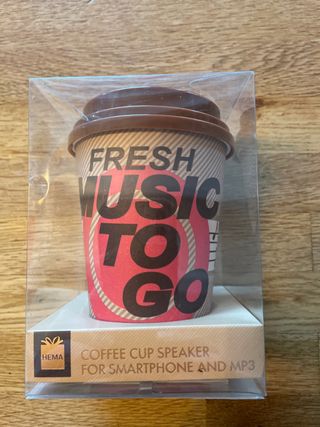 FRESH
MUSIC
TO
GO
HEMA
COFFEE CUP SPEAKER
FOR SMARTPHONE AND MP3